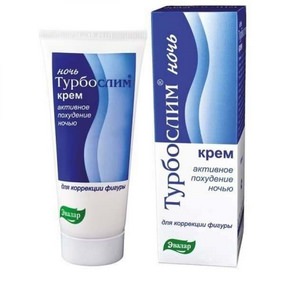 ночь
Турбослим®
крем
активное
похудение
ночью
для коррекции фигуры
Эвалар
Турбослим® ночь
крем
активное
похудение
ночью
для коррекции фигуры
Эвалар